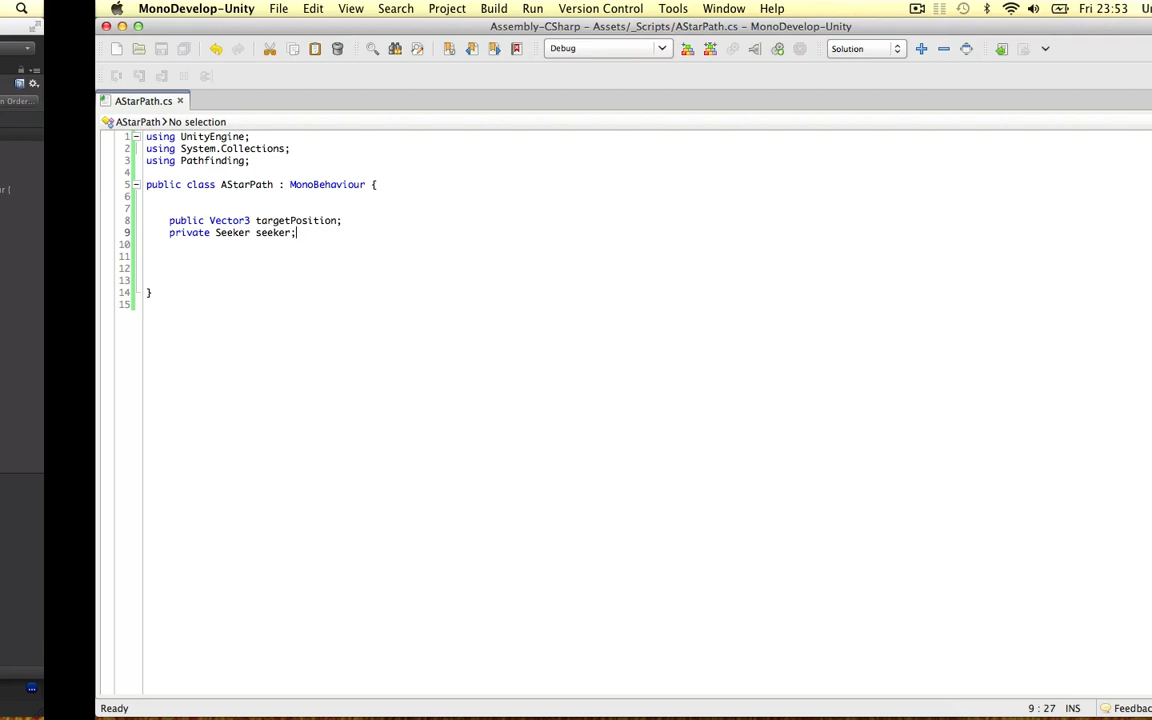 MonoDevelop-Unity File Edit View Search Project Build Run Version Control Tools Window Help Fri 23:53
Assembly-CSharp – Assets/_Scripts/AStarPath.cs – MonoDevelop-Unity
Debug Solution
n Order...
AStarPath.cs
AStarPath No selection
1 using UnityEngine;
2 using System.Collections;
3 using Pathfinding;
4
5 public class AStarPath : MonoBehaviour {
6
7
8 public Vector3 targetPosition;
9 private Seeker seeker;
10
11
12
13
14 }
15
Ready 9 : 27 INS Feedbac